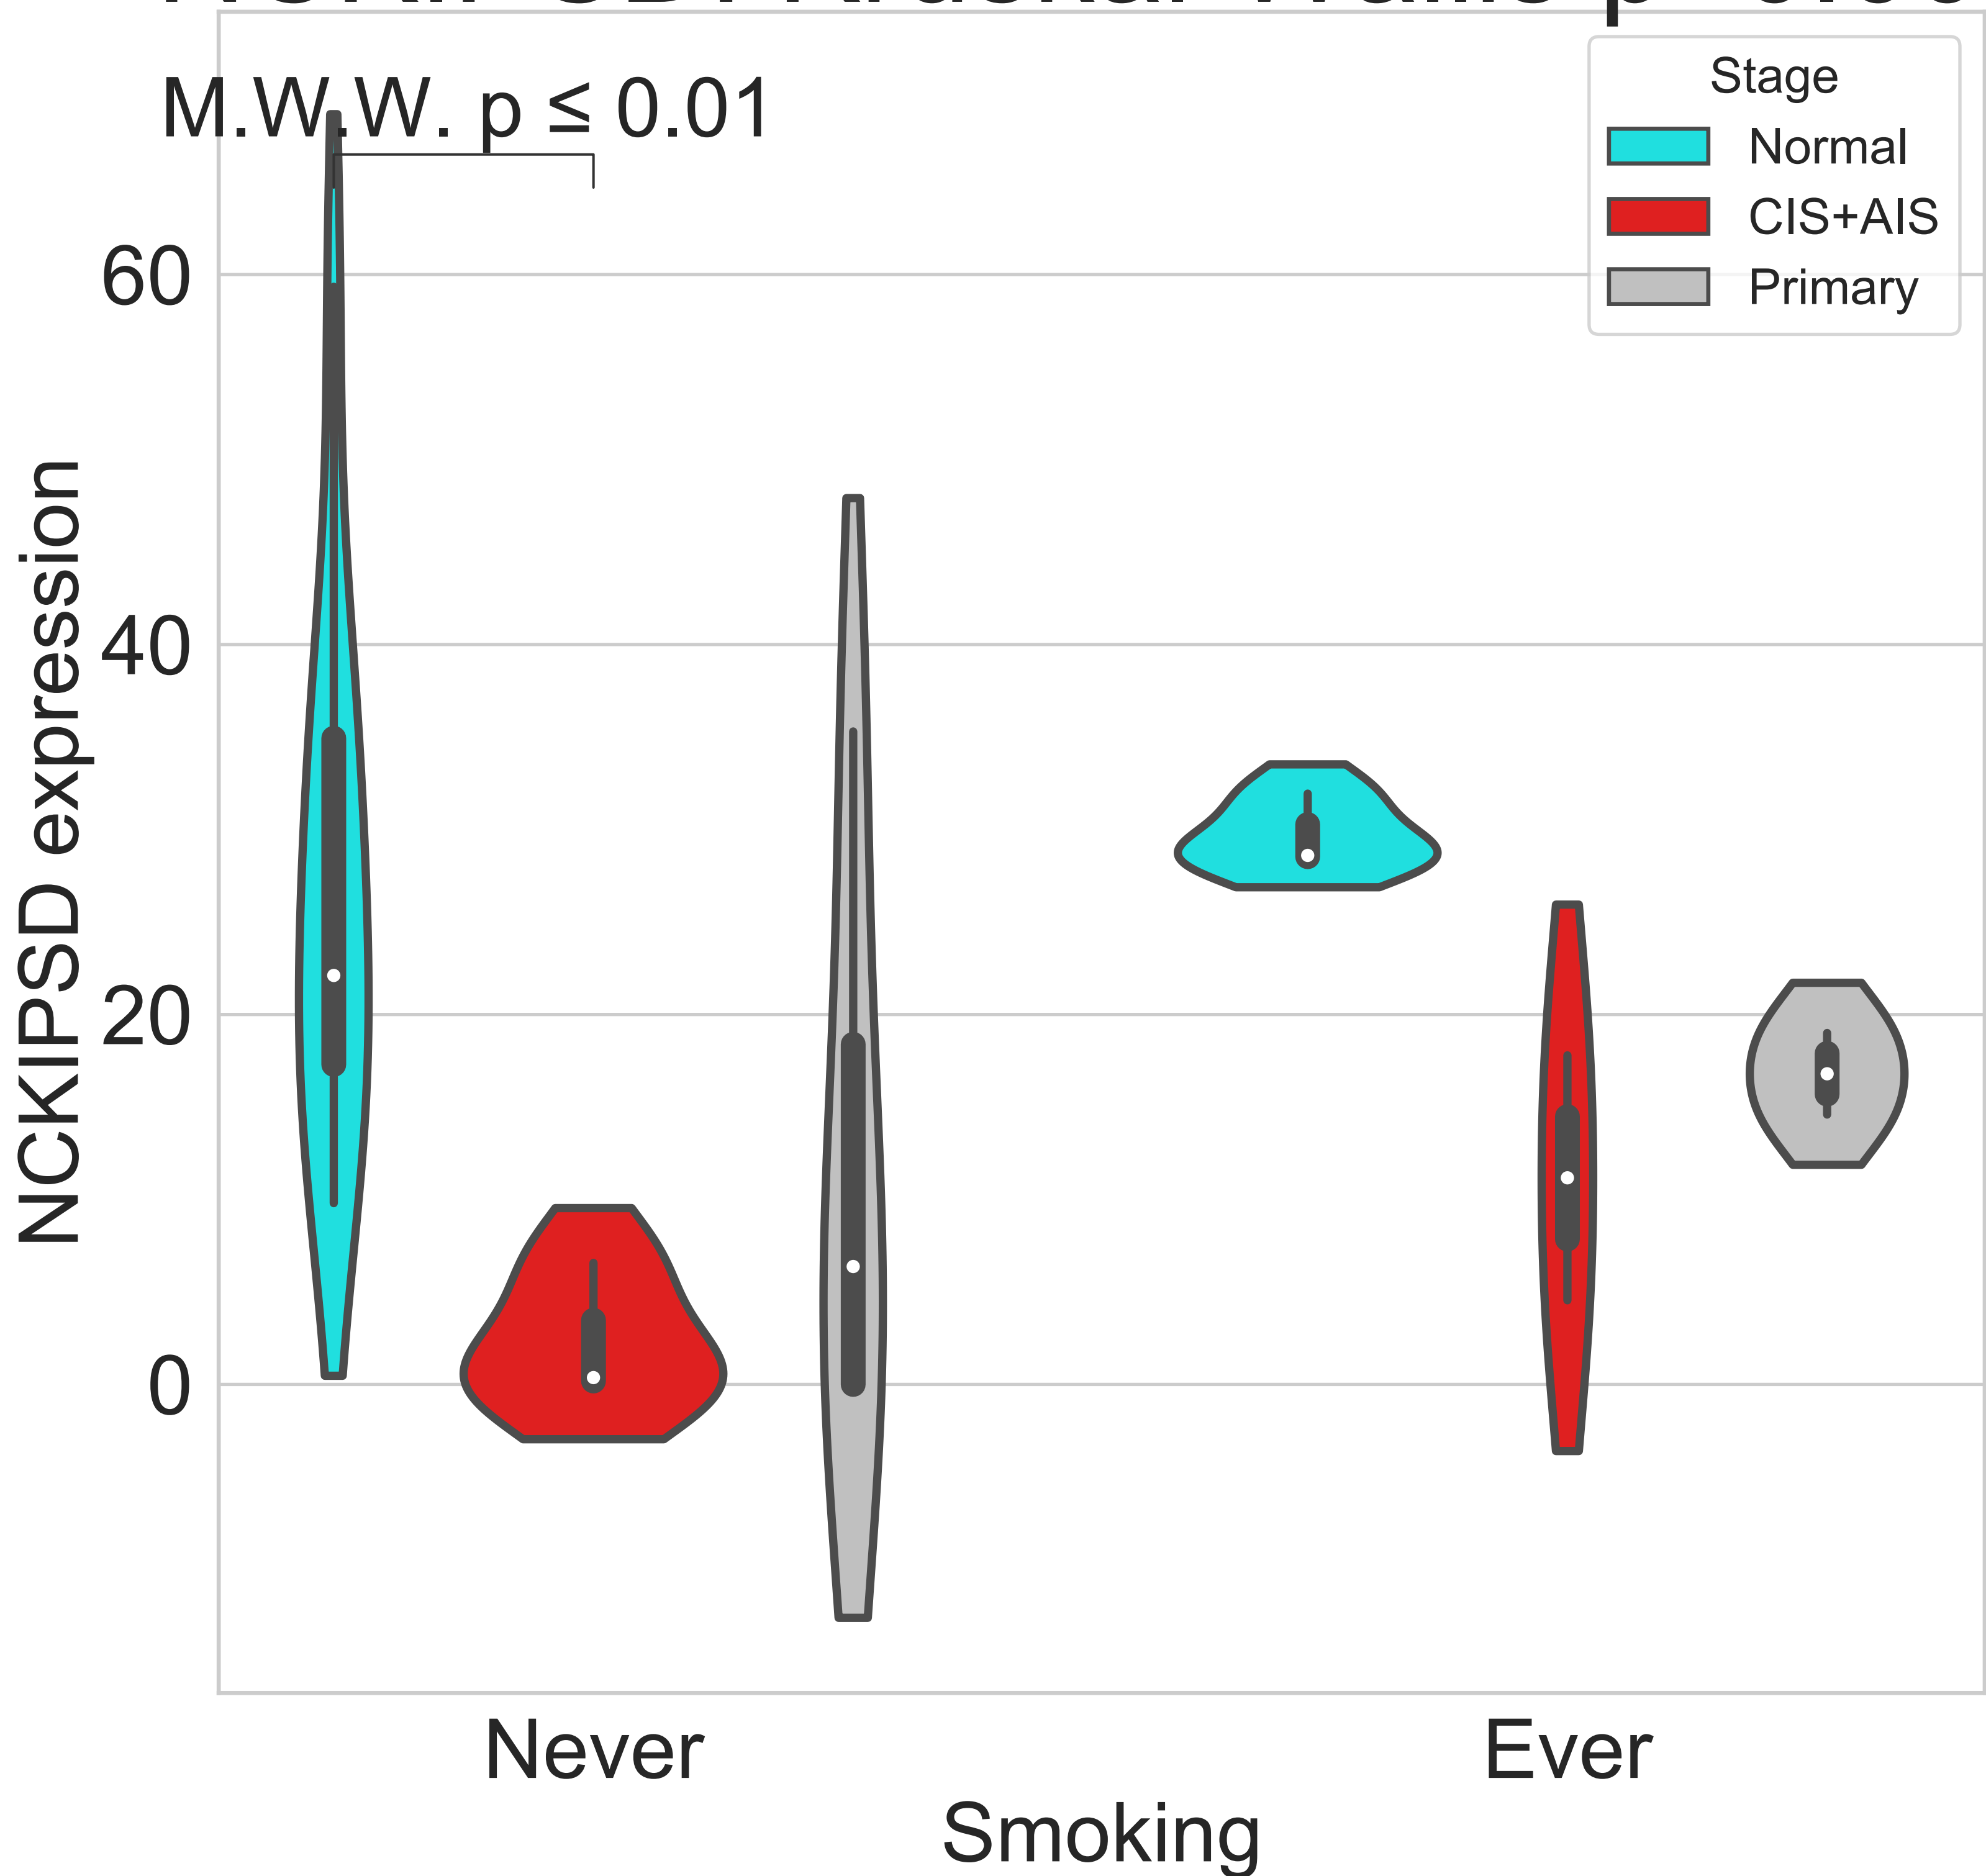 M.W.W. p ≤ 0.01
Stage
Normal
CIS+AIS
Primary
60
40
20
0
NCKIPSD expression
Never
Ever
Smoking